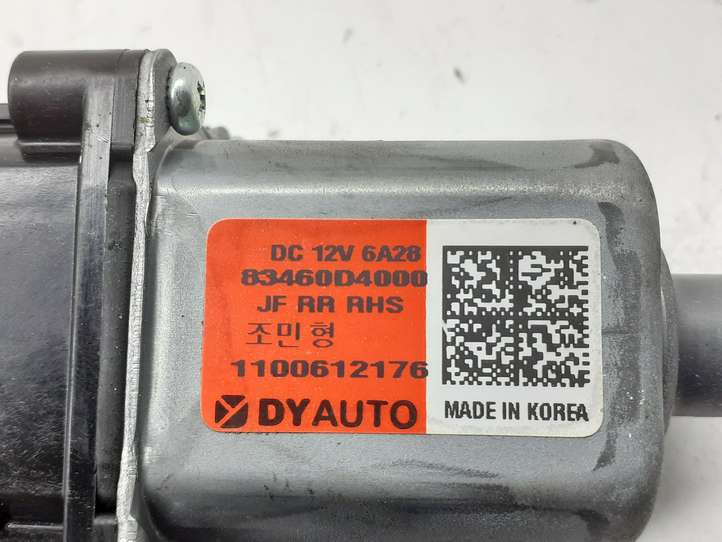 DC 12V 6A28
83460D4000
JF RR RHS
조민형
1100612176
DYAUTO
MADE IN KOREA